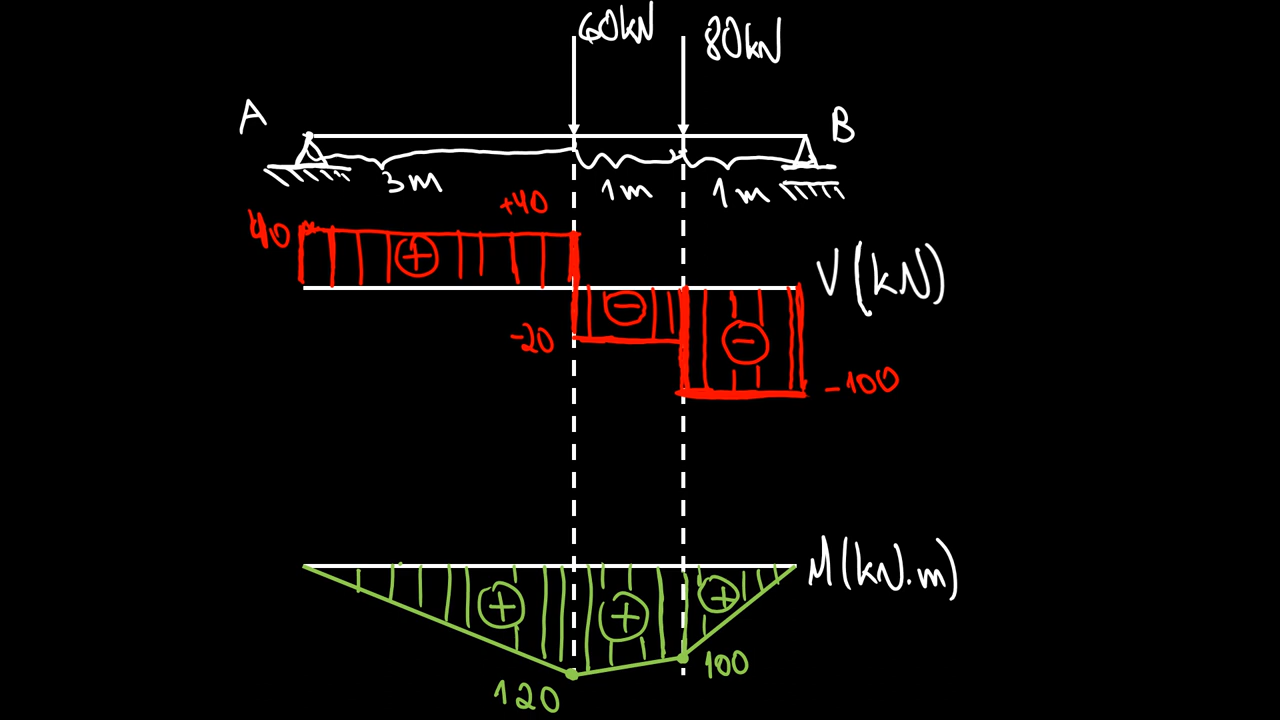 60kN
80kN
A
B
3m
1m
1m
40
+40
+
V(kN)
-
-20
-
-100
M(kN.m)
+
+
+
120
100